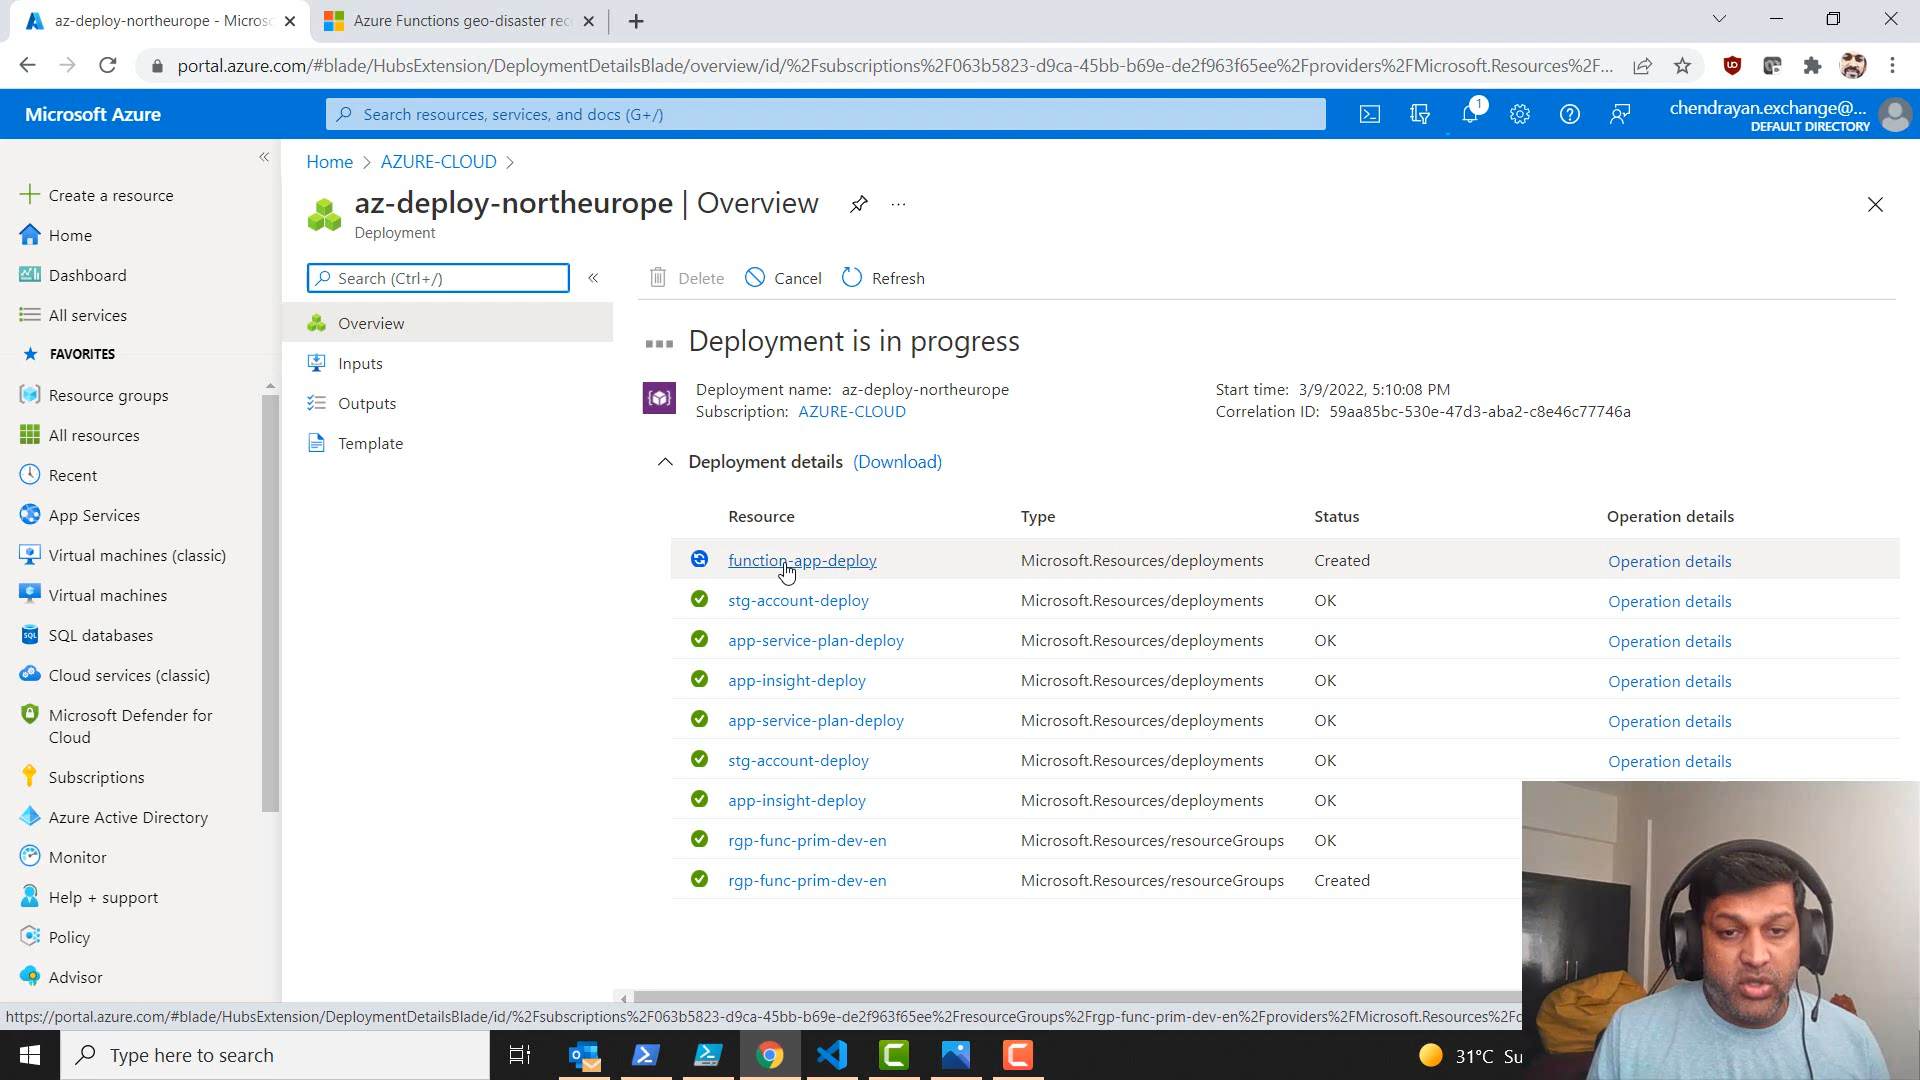 az-deploy-northeurope - Micros
Azure Functions geo-disaster rec
portal.azure.com/#blade/HubsExtension/DeploymentDetailsBlade/overview/id/%2Fsubscriptions%2F063b5823-d9ca-45bb-b69e-de2f963f65ee%2Fproviders%2FMicrosoft.Resources%2F...
Microsoft Azure
Search resources, services, and docs (G+/)
1
chendrayan.exchange@...
DEFAULT DIRECTORY
Home > AZURE-CLOUD >
az-deploy-northeurope | Overview
Deployment
Create a resource
Home
Dashboard
All services
FAVORITES
Resource groups
All resources
Recent
App Services
Virtual machines (classic)
Virtual machines
SQL databases
Cloud services (classic)
Microsoft Defender for
Cloud
Subscriptions
Azure Active Directory
Monitor
Help + support
Policy
Advisor
Search (Ctrl+/)
Overview
Inputs
Outputs
Template
Delete Cancel Refresh
Deployment is in progress
Deployment name: az-deploy-northeurope
Subscription: AZURE-CLOUD
Start time: 3/9/2022, 5:10:08 PM
Correlation ID: 59aa85bc-530e-47d3-aba2-c8e46c77746a
Deployment details (Download)
Resource Type Status Operation details
function-app-deploy Microsoft.Resources/deployments Created Operation details
stg-account-deploy Microsoft.Resources/deployments OK Operation details
app-service-plan-deploy Microsoft.Resources/deployments OK Operation details
app-insight-deploy Microsoft.Resources/deployments OK Operation details
app-service-plan-deploy Microsoft.Resources/deployments OK Operation details
stg-account-deploy Microsoft.Resources/deployments OK Operation details
app-insight-deploy Microsoft.Resources/deployments OK
rgp-func-prim-dev-en Microsoft.Resources/resourceGroups OK
rgp-func-prim-dev-en Microsoft.Resources/resourceGroups Created
https://portal.azure.com/#blade/HubsExtension/DeploymentDetailsBlade/id/%2Fsubscriptions%2F063b5823-d9ca-45bb-b69e-de2f963f65ee%2FresourceGroups%2Frgp-func-prim-dev-en%2Fproviders%2FMicrosoft.Resources%2Fd
Type here to search
31°C Su